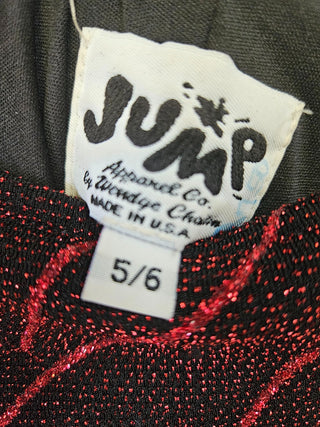 JUMP
Apparel Co.
by Wendye Chaitin
MADE IN U.S.A.
5/6